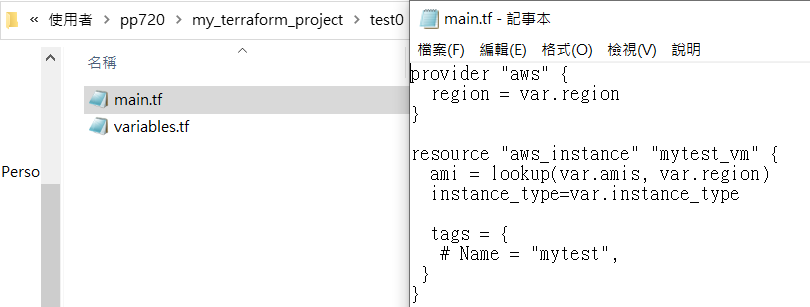 « 使用者 › pp720 › my_terraform_project › test0
名稱
main.tf
variables.tf
Perso
main.tf - 記事本
檔案(F) 編輯(E) 格式(O) 檢視(V) 說明
provider "aws" {
  region = var.region
}

resource "aws_instance" "mytest_vm" {
  ami = lookup(var.amis, var.region)
  instance_type=var.instance_type

  tags = {
   # Name = "mytest",
 }
}